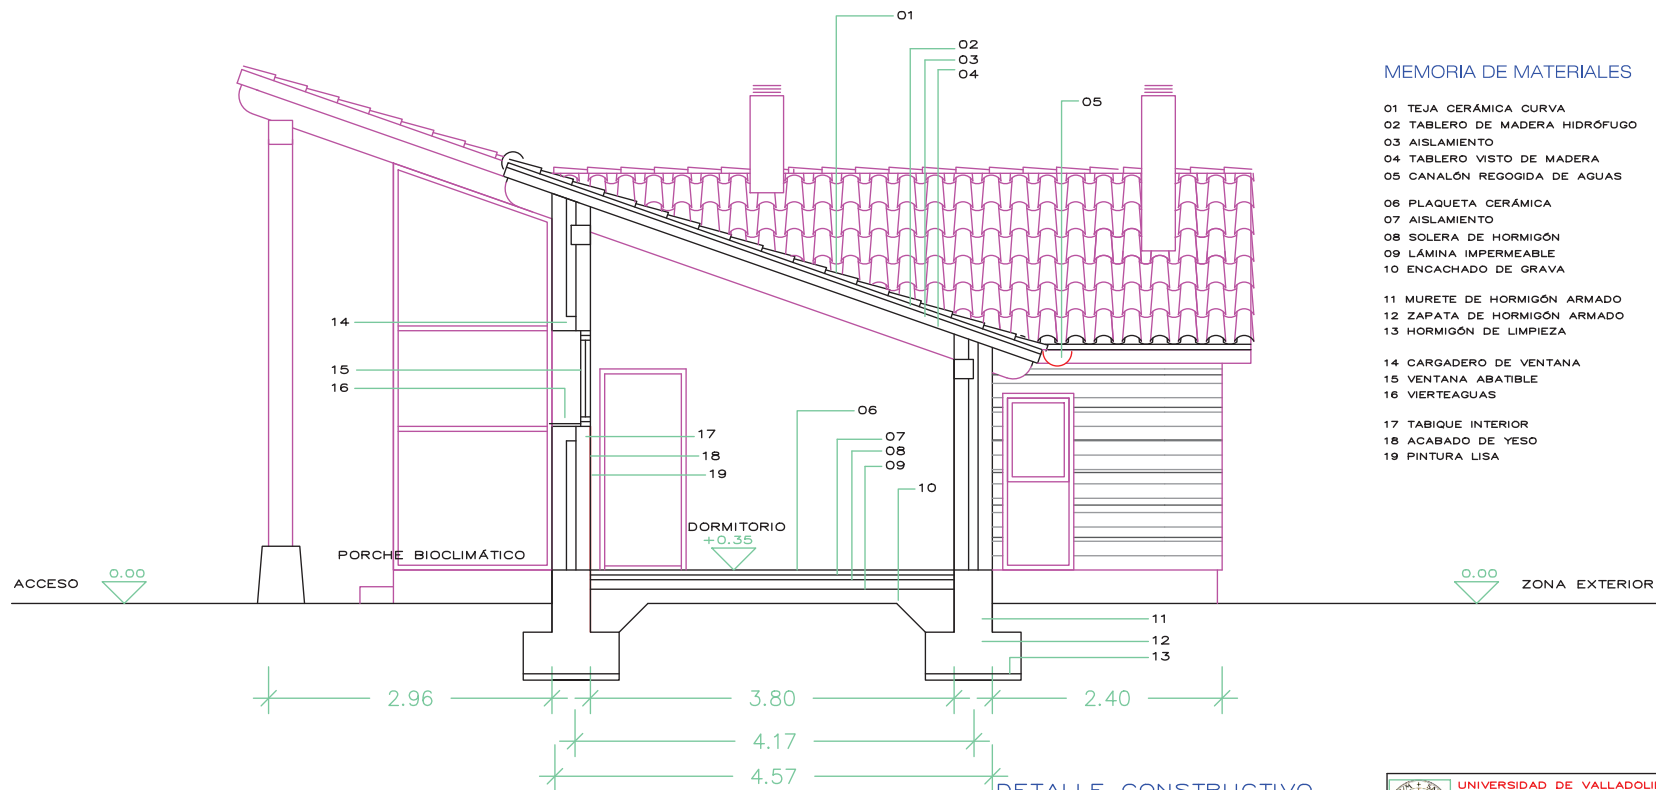 01
02
03
04
05
14
15
16
06
17
07
18
08
09
19
10
DORMITORIO
+0.35
PORCHE BIOCLIMÁTICO
ACCESO
0.00
0.00
ZONA EXTERIOR
11
12
13
2.96
3.80
2.40
4.17
4.57
MEMORIA DE MATERIALES
01 TEJA CERÁMICA CURVA
02 TABLERO DE MADERA HIDRÓFUGO
03 AISLAMIENTO
04 TABLERO VISTO DE MADERA
05 CANALÓN REGOGIDA DE AGUAS
06 PLAQUETA CERÁMICA
07 AISLAMIENTO
08 SOLERA DE HORMIGÓN
09 LÁMINA IMPERMEABLE
10 ENCACHADO DE GRAVA
11 MURETE DE HORMIGÓN ARMADO
12 ZAPATA DE HORMIGÓN ARMADO
13 HORMIGÓN DE LIMPIEZA
14 CARGADERO DE VENTANA
15 VENTANA ABATIBLE
16 VIERTEAGUAS
17 TABIQUE INTERIOR
18 ACABADO DE YESO
19 PINTURA LISA
DETALLE CONSTRUCTIVO
UNIVERSIDAD DE VALLADOLI